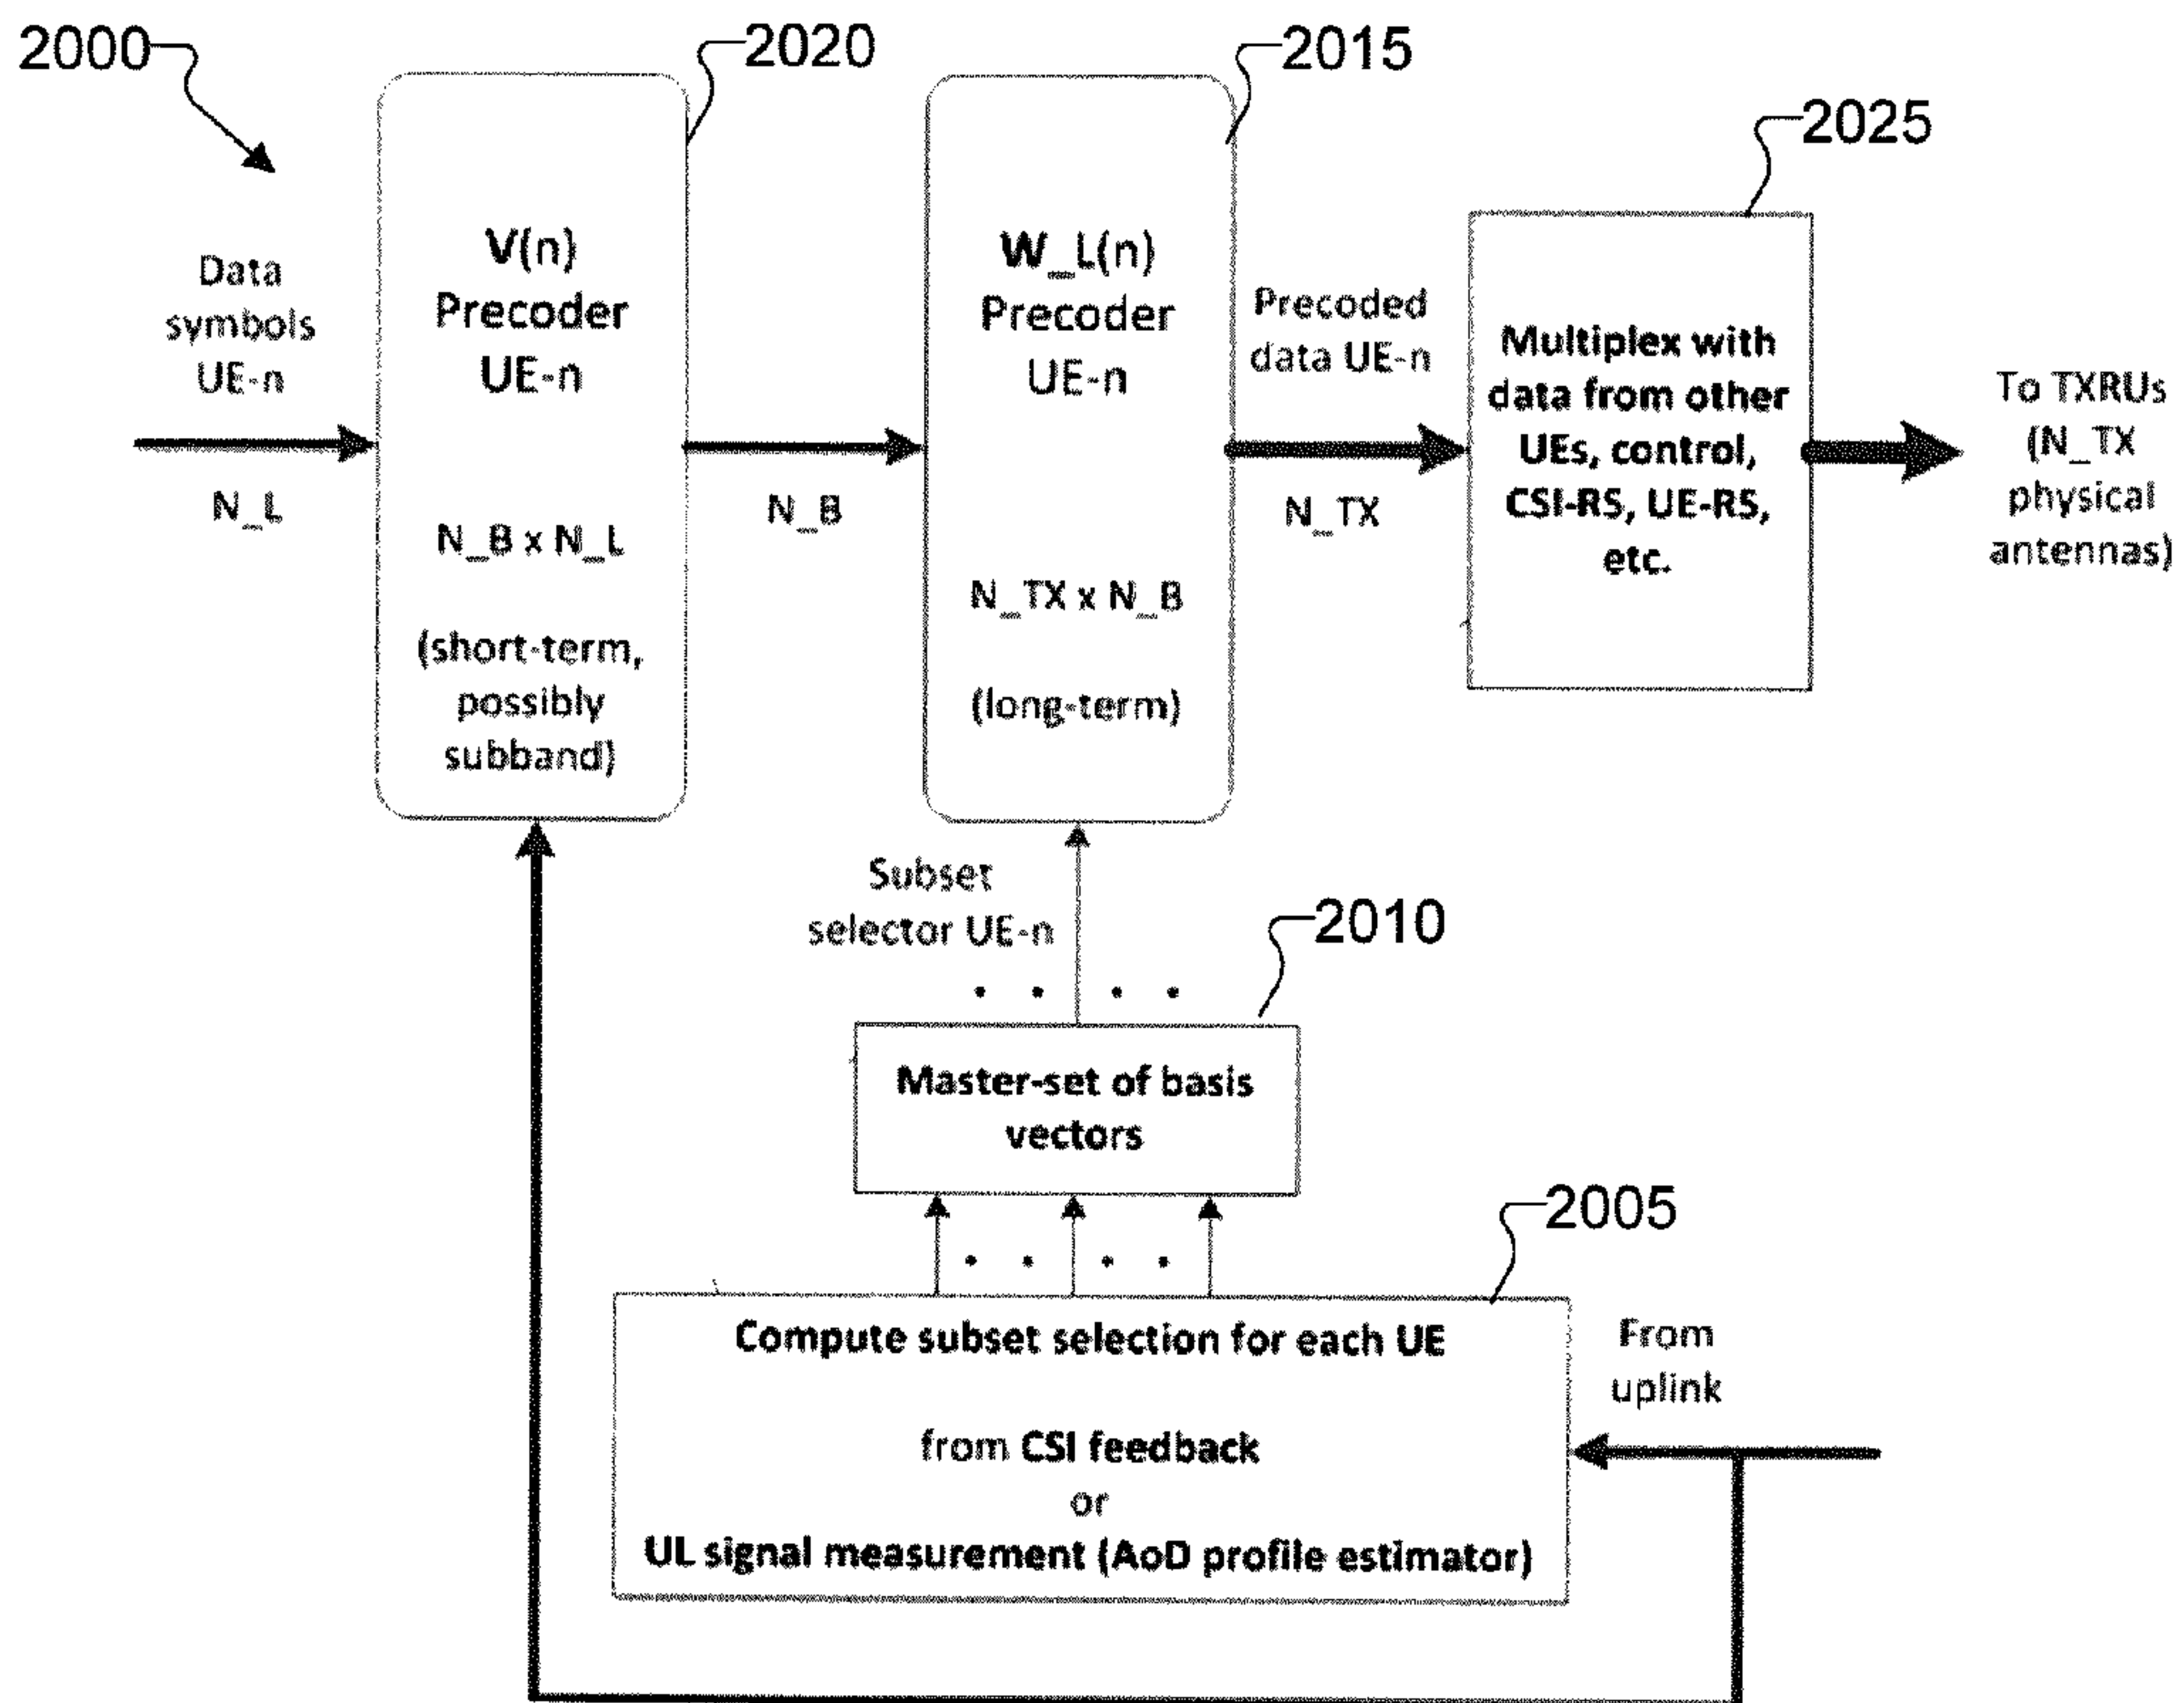 2000
2020
2015
2025
Data
symbols
UE-n
N_L
V(n)
Precoder
UE-n
N_B x N_L
(short-term,
possibly
subband)
N_B
W_L(n)
Precoder
UE-n
N_TX x N_B
(long-term)
Precoded
data UE-n
N_TX
Multiplex with
data from other
UEs, control,
CSI-RS, UE-RS,
etc.
To TXRUs
(N_TX
physical
antennas)
Subset
selector UE-n
2010
Master-set of basis
vectors
2005
Compute subset selection for each UE
from CSI feedback
or
UL signal measurement (AoD profile estimator)
From
uplink